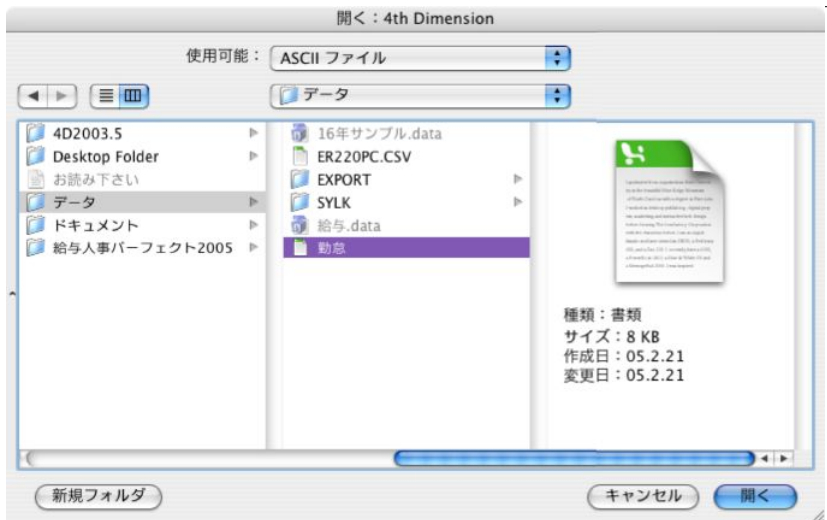 開く：4th Dimension
使用可能：
ASCII ファイル
データ
4D2003.5
Desktop Folder
お読み下さい
データ
ドキュメント
給与人事パーフェクト2005
16年サンプル.data
ER220PC.CSV
EXPORT
SYLK
給与.data
勤怠
種類：書類
サイズ：8 KB
作成日：05.2.21
変更日：05.2.21
新規フォルダ
キャンセル
開く